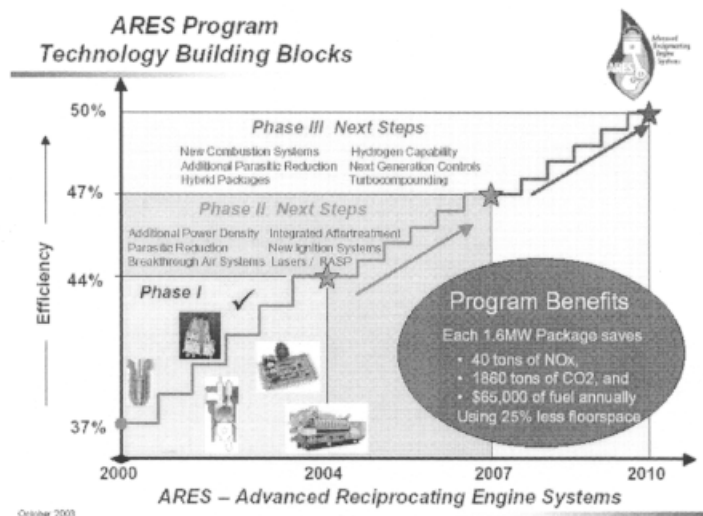 ARES Program
Technology Building Blocks
Advanced
Reciprocating
Engine
Systems
50%
Phase III Next Steps
New Combustion Systems Hydrogen Capability
Additional Parasitic Reduction Next Generation Controls
Hybrid Packages Turbocompounding
47%
Phase II Next Steps
Additional Power Density Integrated Aftertreatment
Parasitic Reduction New Ignition Systems
Breakthrough Air Systems Lasers / RASP
44%
Phase I
Efficiency
Program Benefits
Each 1.6MW Package saves
• 40 tons of NOx,
• 1860 tons of CO2, and
• $65,000 of fuel annually
Using 25% less floorspace
37%
2000 2004 2007 2010
ARES – Advanced Reciprocating Engine Systems
October 2003